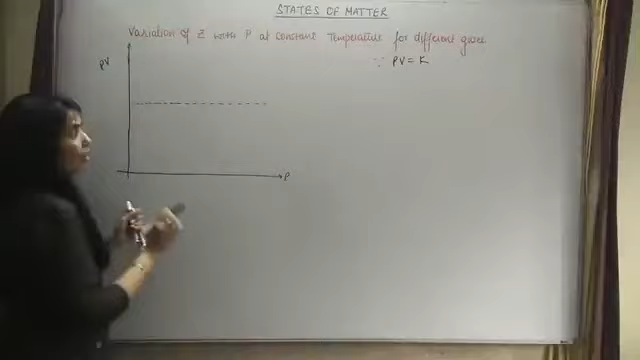 STATES OF MATTER
Variation of Z with P at constant Temperature for different gases
∵ PV = K
PV
P